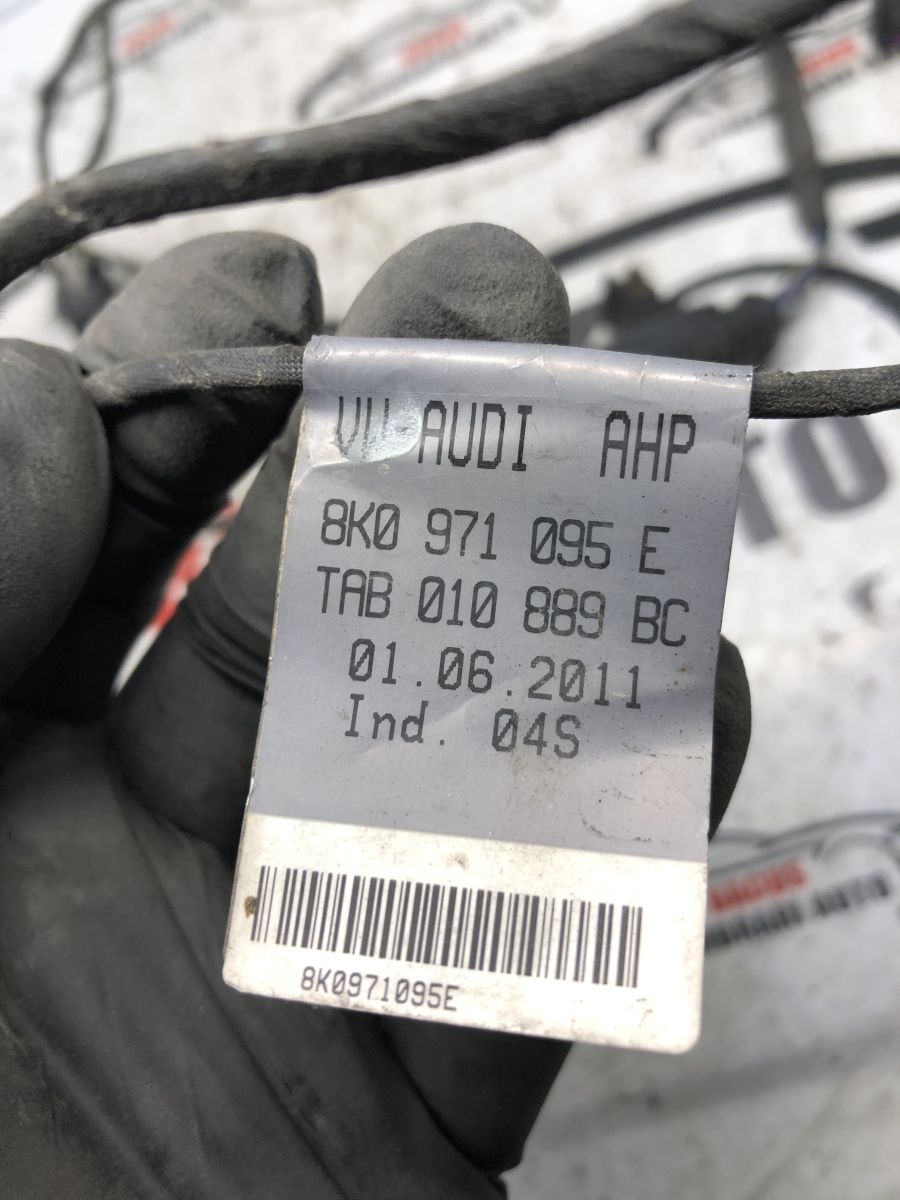 VW-AUDI AHP
8K0 971 095 E
TAB 010 889 BC
01.06.2011
Ind. 04S
8K0971095E